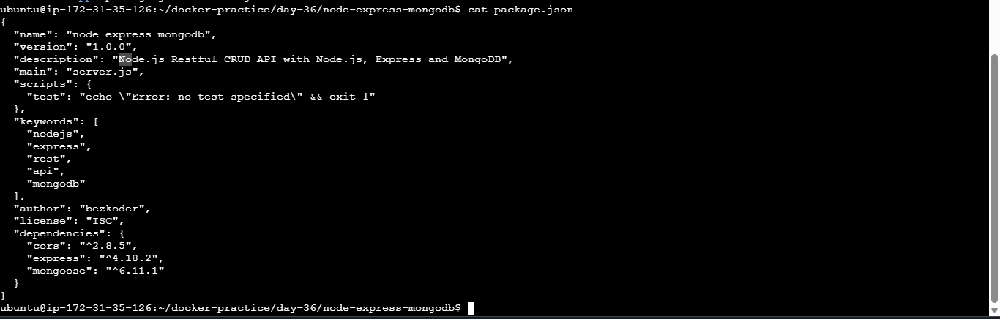 ubuntu@ip-172-31-35-126:~/docker-practice/day-36/node-express-mongodb$ cat package.json
{
  "name": "node-express-mongodb",
  "version": "1.0.0",
  "description": "Node.js Restful CRUD API with Node.js, Express and MongoDB",
  "main": "server.js",
  "scripts": {
    "test": "echo \"Error: no test specified\" && exit 1"
  },
  "keywords": [
    "nodejs",
    "express",
    "rest",
    "api",
    "mongodb"
  ],
  "author": "bezkoder",
  "license": "ISC",
  "dependencies": {
    "cors": "^2.8.5",
    "express": "^4.18.2",
    "mongoose": "^6.11.1"
  }
}
ubuntu@ip-172-31-35-126:~/docker-practice/day-36/node-express-mongodb$